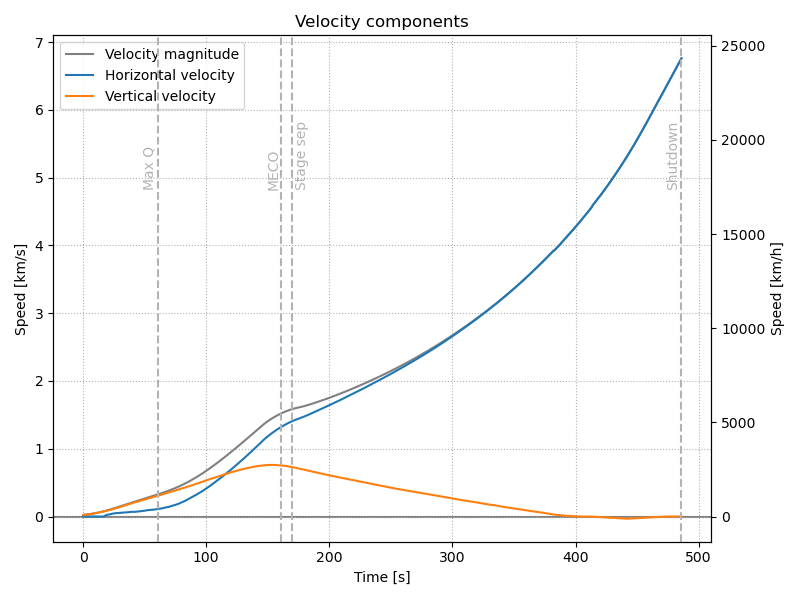 Velocity components
Velocity magnitude
Horizontal velocity
Vertical velocity
Max Q
MECO
Stage sep
Shutdown
7
6
5
4
3
2
1
0
Speed [km/s]
25000
20000
15000
10000
5000
0
Speed [km/h]
0
100
200
300
400
500
Time [s]